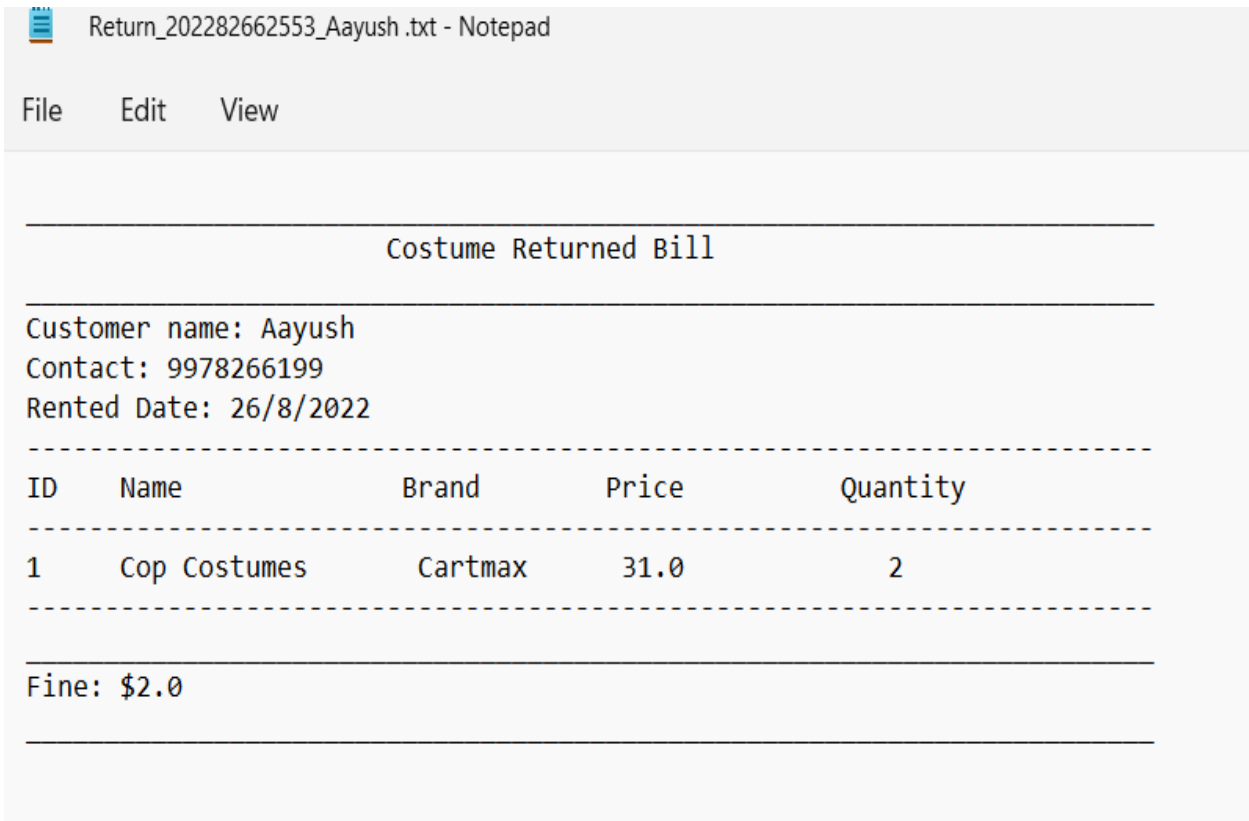 Return_202282662553_Aayush .txt - Notepad
File Edit View
Costume Returned Bill
Customer name: Aayush
Contact: 9978266199
Rented Date: 26/8/2022
ID Name Brand Price Quantity
1 Cop Costumes Cartmax 31.0 2
Fine: $2.0